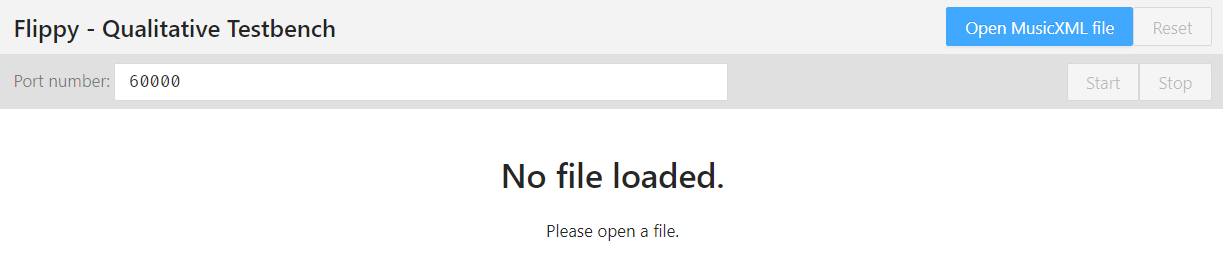 Flippy - Qualitative Testbench
Open MusicXML file
Reset
Port number: 60000
Start
Stop
No file loaded.
Please open a file.